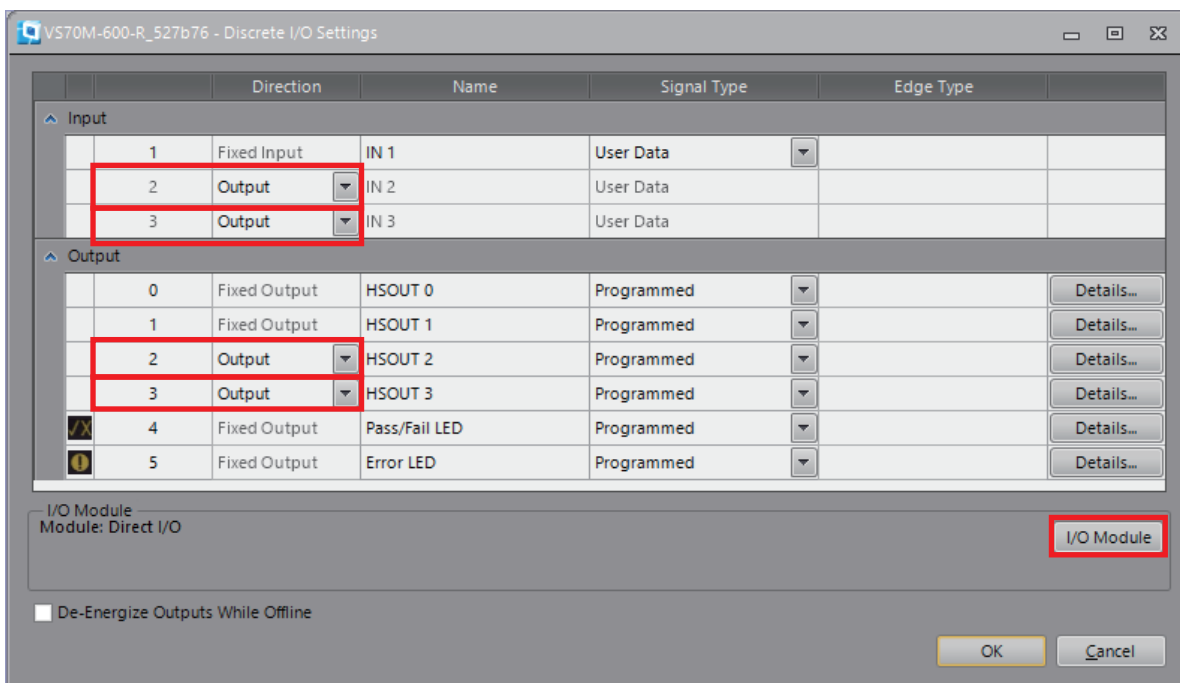 VS70M-600-R_527b76 - Discrete I/O Settings
Direction Name Signal Type Edge Type
Input
1 Fixed Input IN 1 User Data
2 Output IN 2 User Data
3 Output IN 3 User Data
Output
0 Fixed Output HSOUT 0 Programmed Details...
1 Fixed Output HSOUT 1 Programmed Details...
2 Output HSOUT 2 Programmed Details...
3 Output HSOUT 3 Programmed Details...
4 Fixed Output Pass/Fail LED Programmed Details...
5 Fixed Output Error LED Programmed Details...
I/O Module
Module: Direct I/O
I/O Module
De-Energize Outputs While Offline
OK Cancel